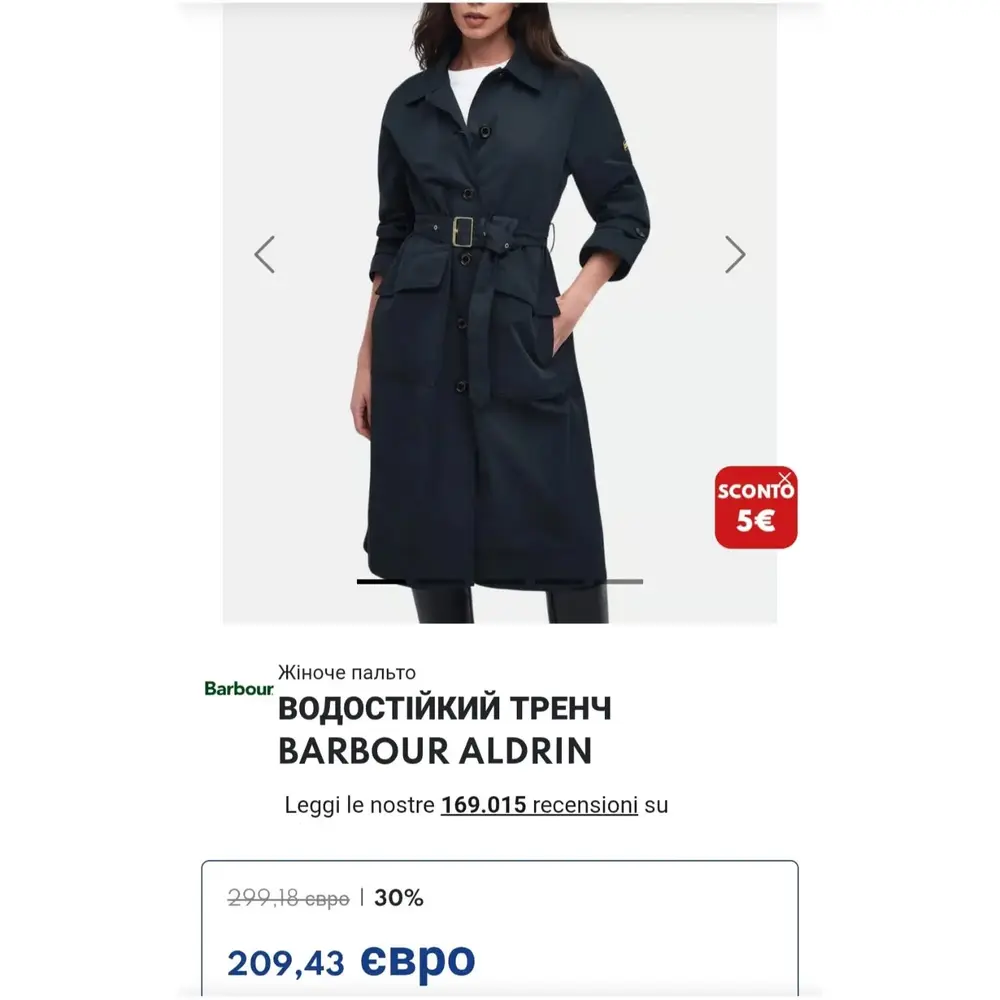 SCONTO
5€
Жіноче пальто
Barbour
ВОДОСТІЙКИЙ ТРЕНЧ
BARBOUR ALDRIN
Leggi le nostre 169.015 recensioni su
299,18 євро | 30%
209,43 євро